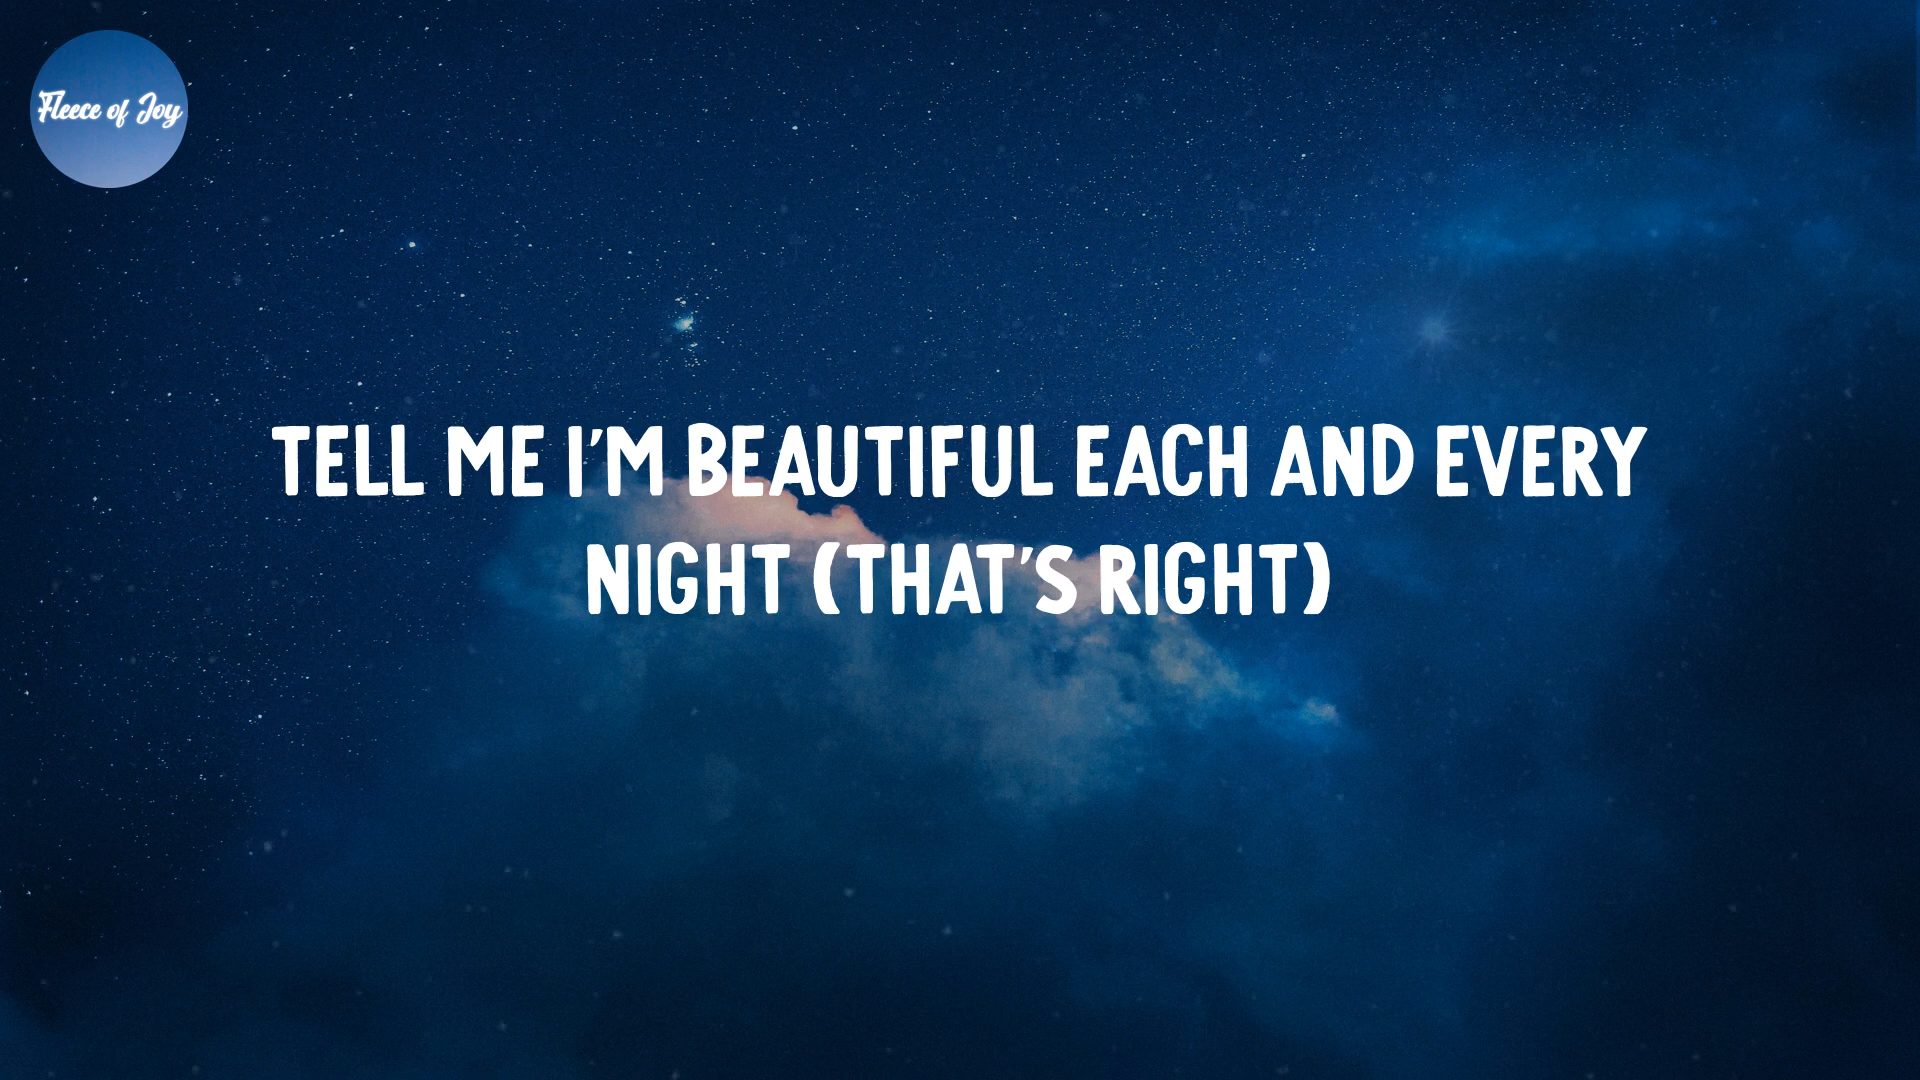 Fleece of Joy
TELL ME I'M BEAUTIFUL EACH AND EVERY
NIGHT (THAT'S RIGHT)